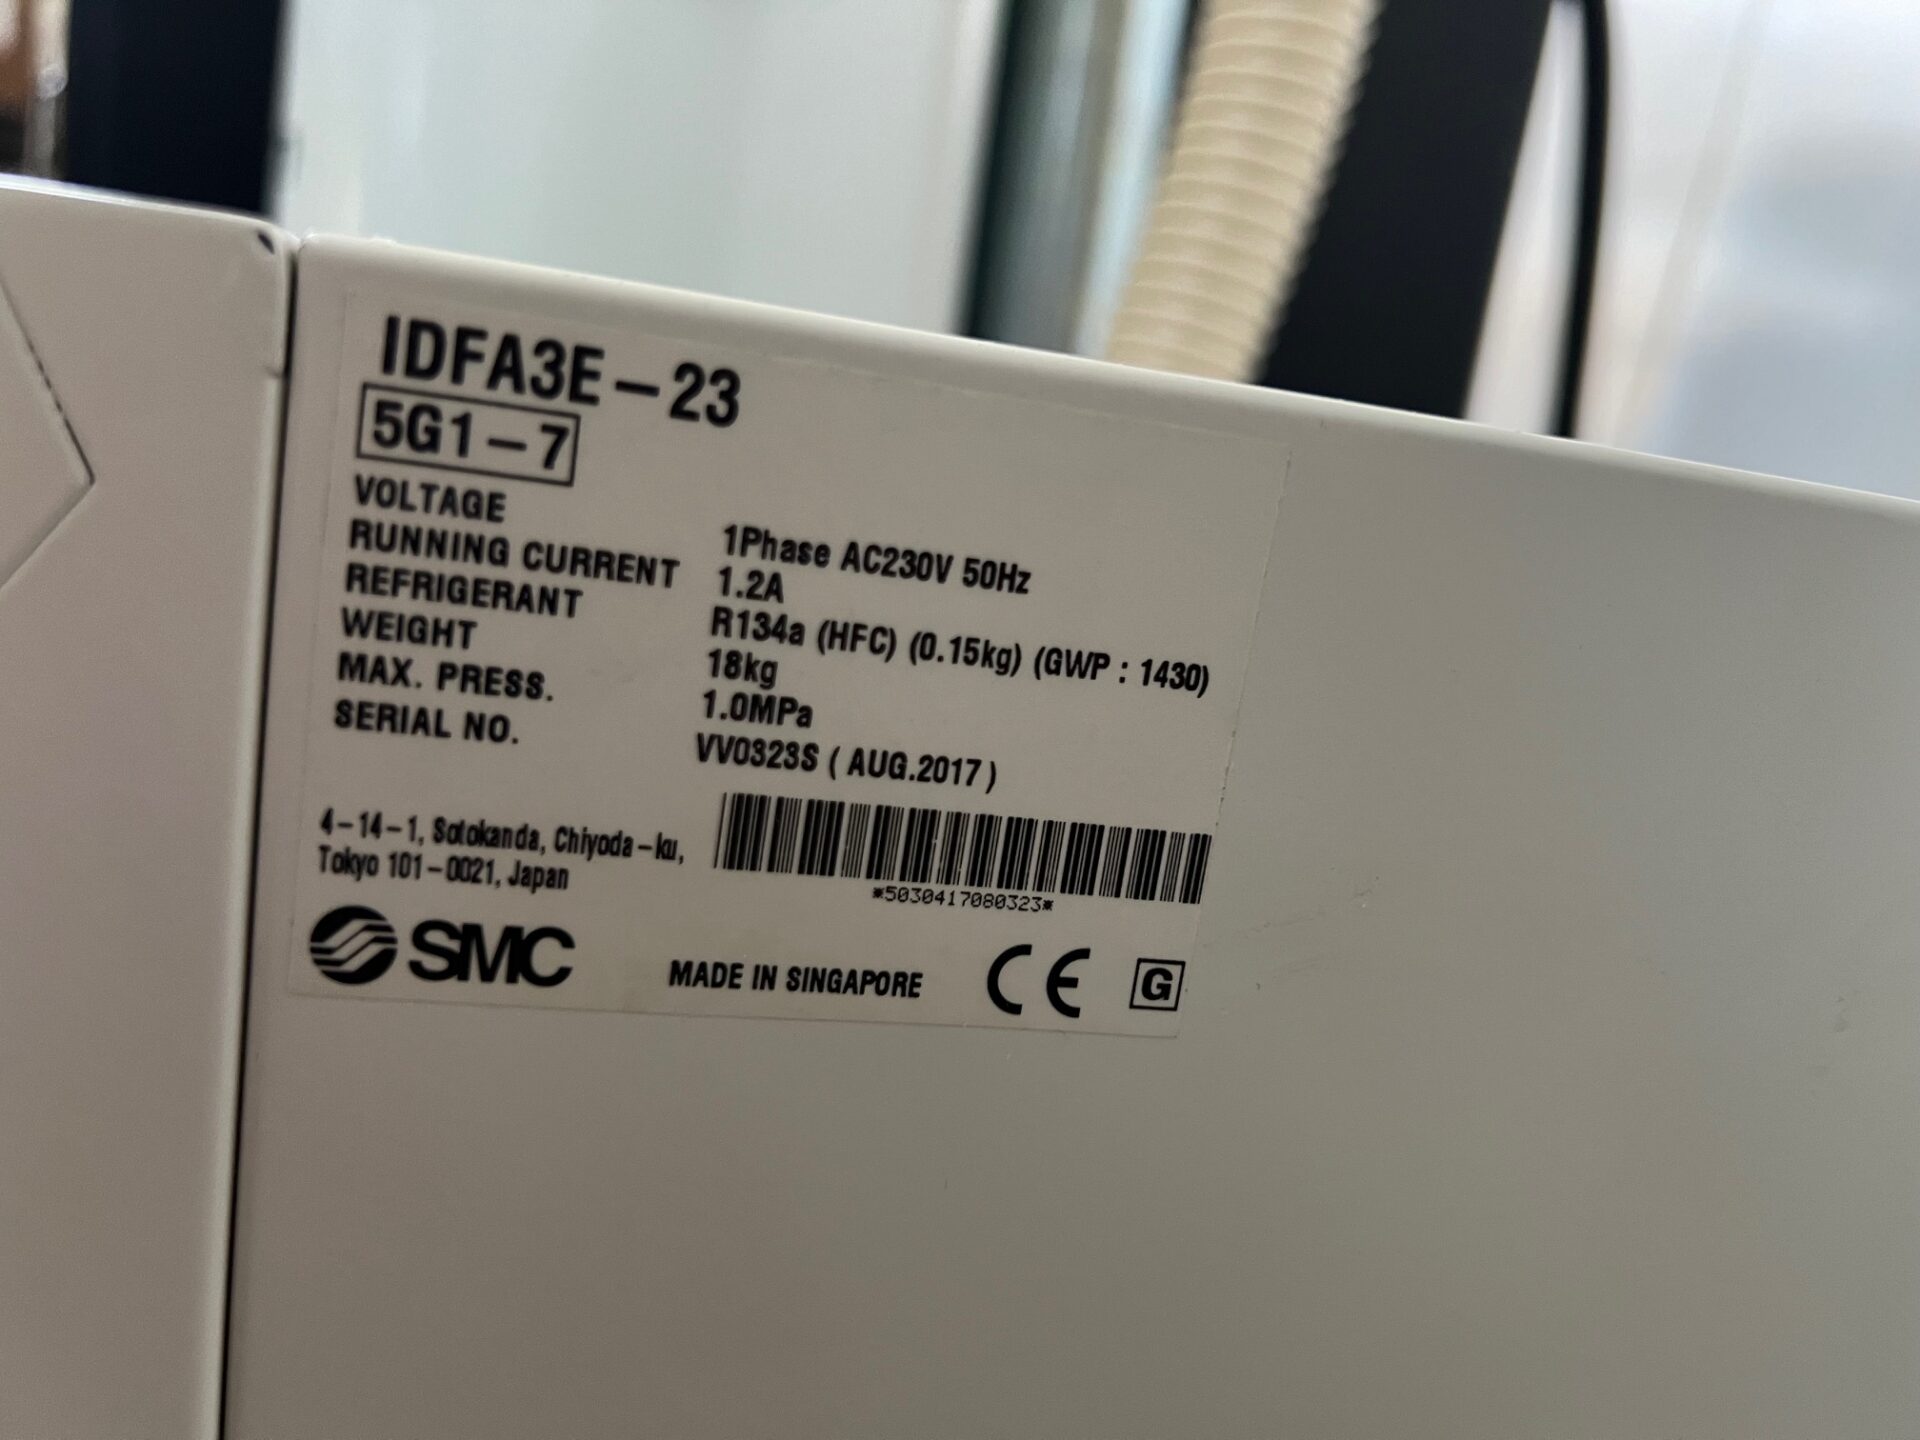 IDFA3E-23
5G1-7
VOLTAGE 1Phase AC230V 50Hz
RUNNING CURRENT 1.2A
REFRIGERANT R134a (HFC) (0.15kg) (GWP : 1430)
WEIGHT 18kg
MAX. PRESS. 1.0MPa
SERIAL NO. VV0323S ( AUG.2017 )
4-14-1, Sotokanda, Chiyoda-ku,
Tokyo 101-0021, Japan
*5030417080323*
SMC
MADE IN SINGAPORE CE G